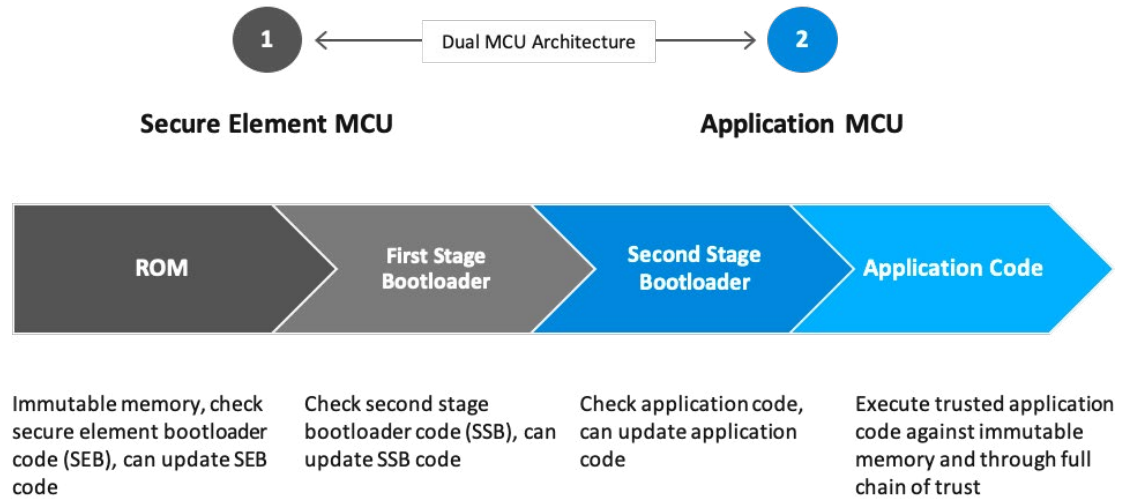 1
Dual MCU Architecture
2
Secure Element MCU
Application MCU
ROM
First Stage
Bootloader
Second Stage
Bootloader
Application Code
Immutable memory, check
secure element bootloader
code (SEB), can update SEB
code
Check second stage
bootloader code (SSB), can
update SSB code
Check application code,
can update application
code
Execute trusted application
code against immutable
memory and through full
chain of trust